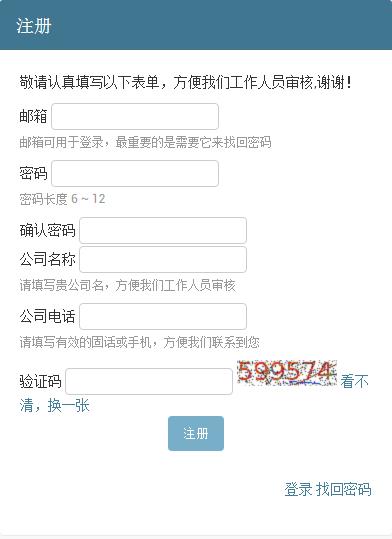 注册
敬请认真填写以下表单，方便我们工作人员审核,谢谢!
邮箱
邮箱可用于登录，最重要的是需要它来找回密码
密码
密码长度 6 ~ 12
确认密码
公司名称
请填写贵公司名，方便我们工作人员审核
公司电话
请填写有效的固话或手机，方便我们联系到您
验证码 599574 看不
清，换一张
注册
登录 找回密码